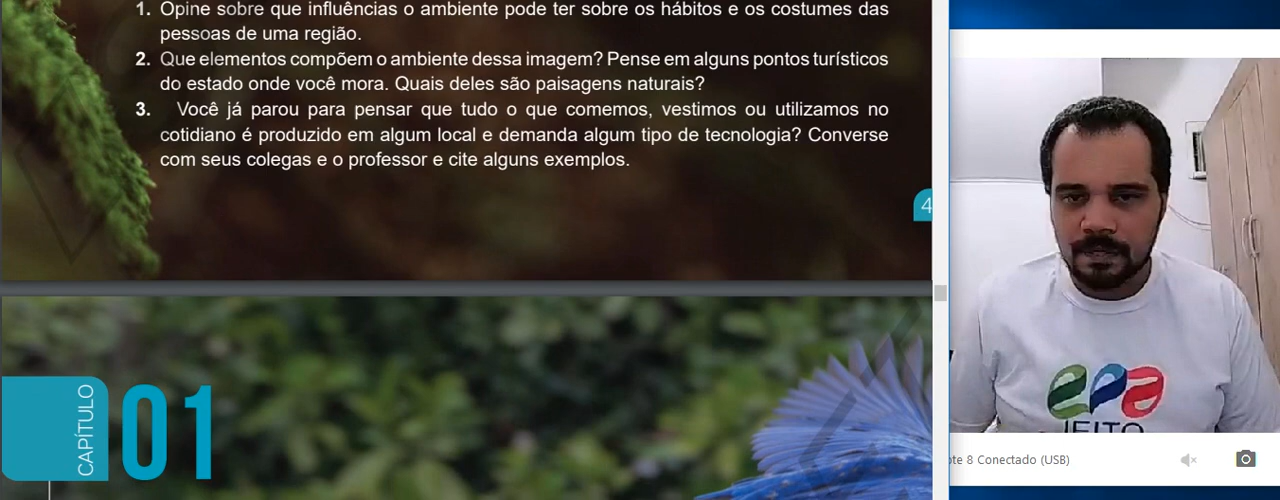 1. Opine sobre que influências o ambiente pode ter sobre os hábitos e os costumes das
pessoas de uma região.
2. Que elementos compõem o ambiente dessa imagem? Pense em alguns pontos turísticos
do estado onde você mora. Quais deles são paisagens naturais?
3. Você já parou para pensar que tudo o que comemos, vestimos ou utilizamos no
cotidiano é produzido em algum local e demanda algum tipo de tecnologia? Converse
com seus colegas e o professor e cite alguns exemplos.
4
CAPÍTULO
01
epa
8 Conectado (USB)